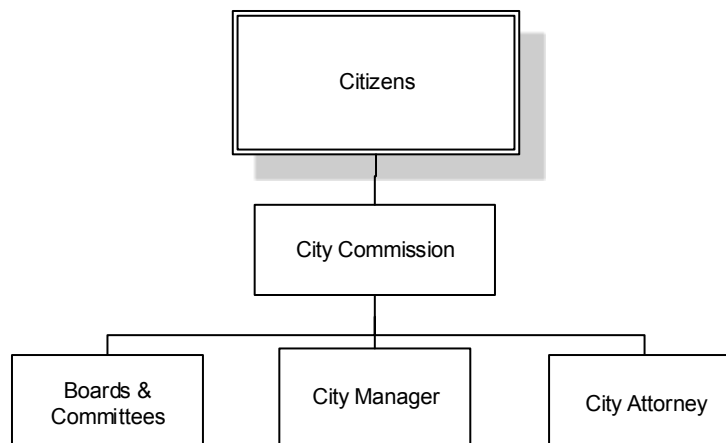 Citizens
City Commission
Boards &
Committees
City Manager
City Attorney